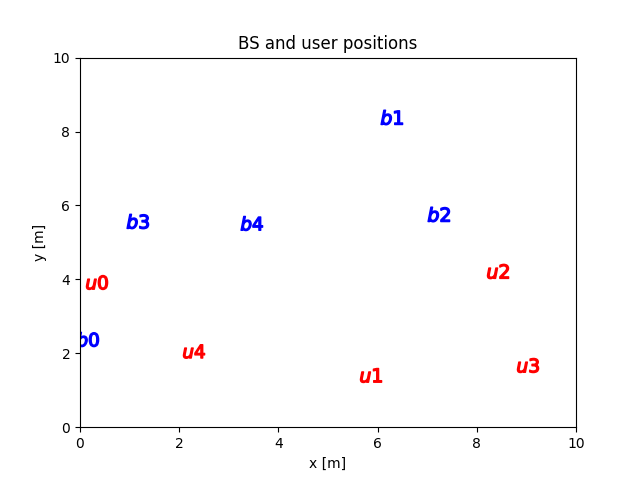 BS and user positions
10
b1
8
b3 b4 b2
6
y [m]
u0 u2
4
b0
2
u4 u1 u3
0
0 2 4 6 8 10
x [m]